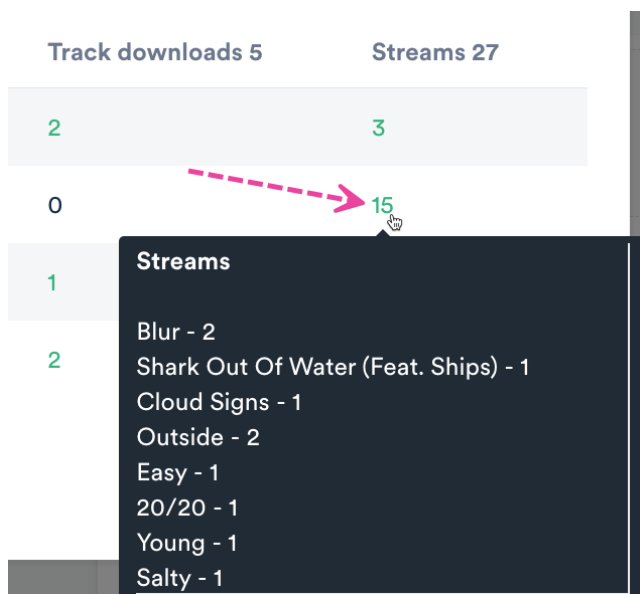 Track downloads 5 Streams 27
2 3
0 15
Streams
1
Blur - 2
2 Shark Out Of Water (Feat. Ships) - 1
Cloud Signs - 1
Outside - 2
Easy - 1
20/20 - 1
Young - 1
Salty - 1